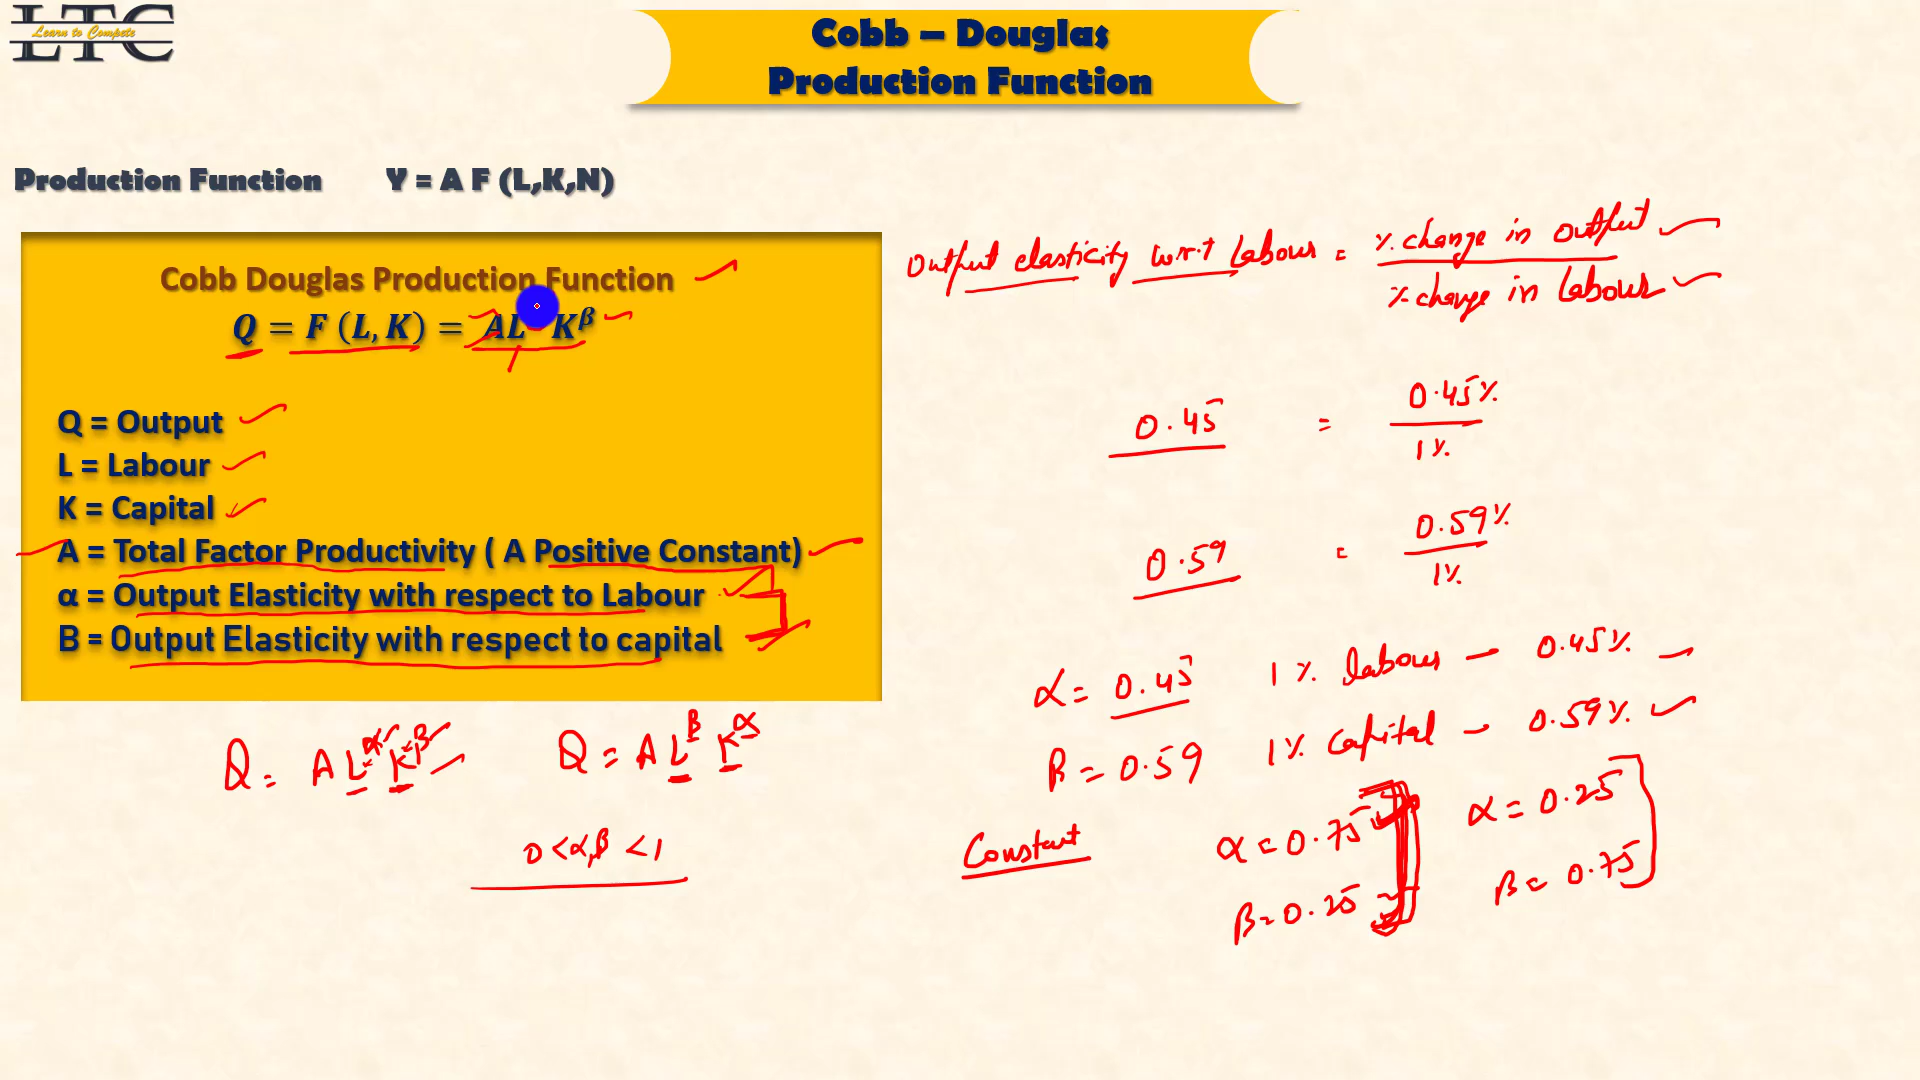 LTC
Learn to Compete
Cobb – Douglas
Production Function
Production Function Y = A F (L,K,N)
Cobb Douglas Production Function
Q = F (L, K) = AL K^β
Q = Output
L = Labour
K = Capital
A = Total Factor Productivity ( A Positive Constant)
α = Output Elasticity with respect to Labour
B = Output Elasticity with respect to capital
Q = A L^α K^β
Q = A L^β K^α
0 < α, β < 1
Output elasticity w.r.t Labour = % change in output
% change in Labour
0.45 = 0.45%
1%
0.59 = 0.59%
1%
α = 0.45 1% labour – 0.45%
β = 0.59 1% Capital – 0.59%
Constant α = 0.75 α = 0.25
β = 0.25 β = 0.75